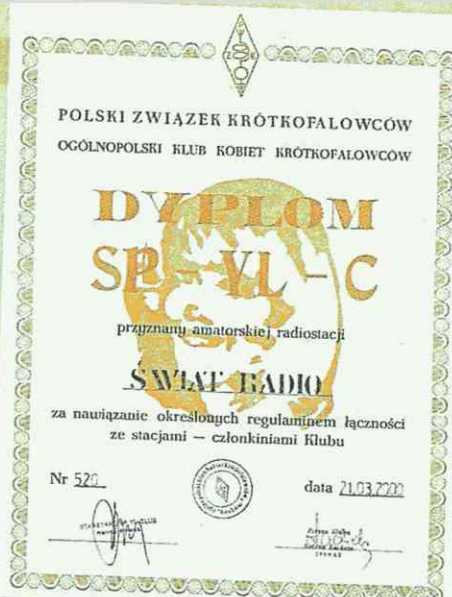 POLSKI ZWIĄZEK KRÓTKOFALOWCÓW
OGÓLNOPOLSKI KLUB KOBIET KRÓTKOFALOWCÓW
DYPLOM
SP – YL – C
przyznany amatorskiej radiostacji
ŚWIAT RADIO
za nawiązanie określonych regulaminem łączności
ze stacjami — członkiniami Klubu
Nr 520
data 21.03.2000